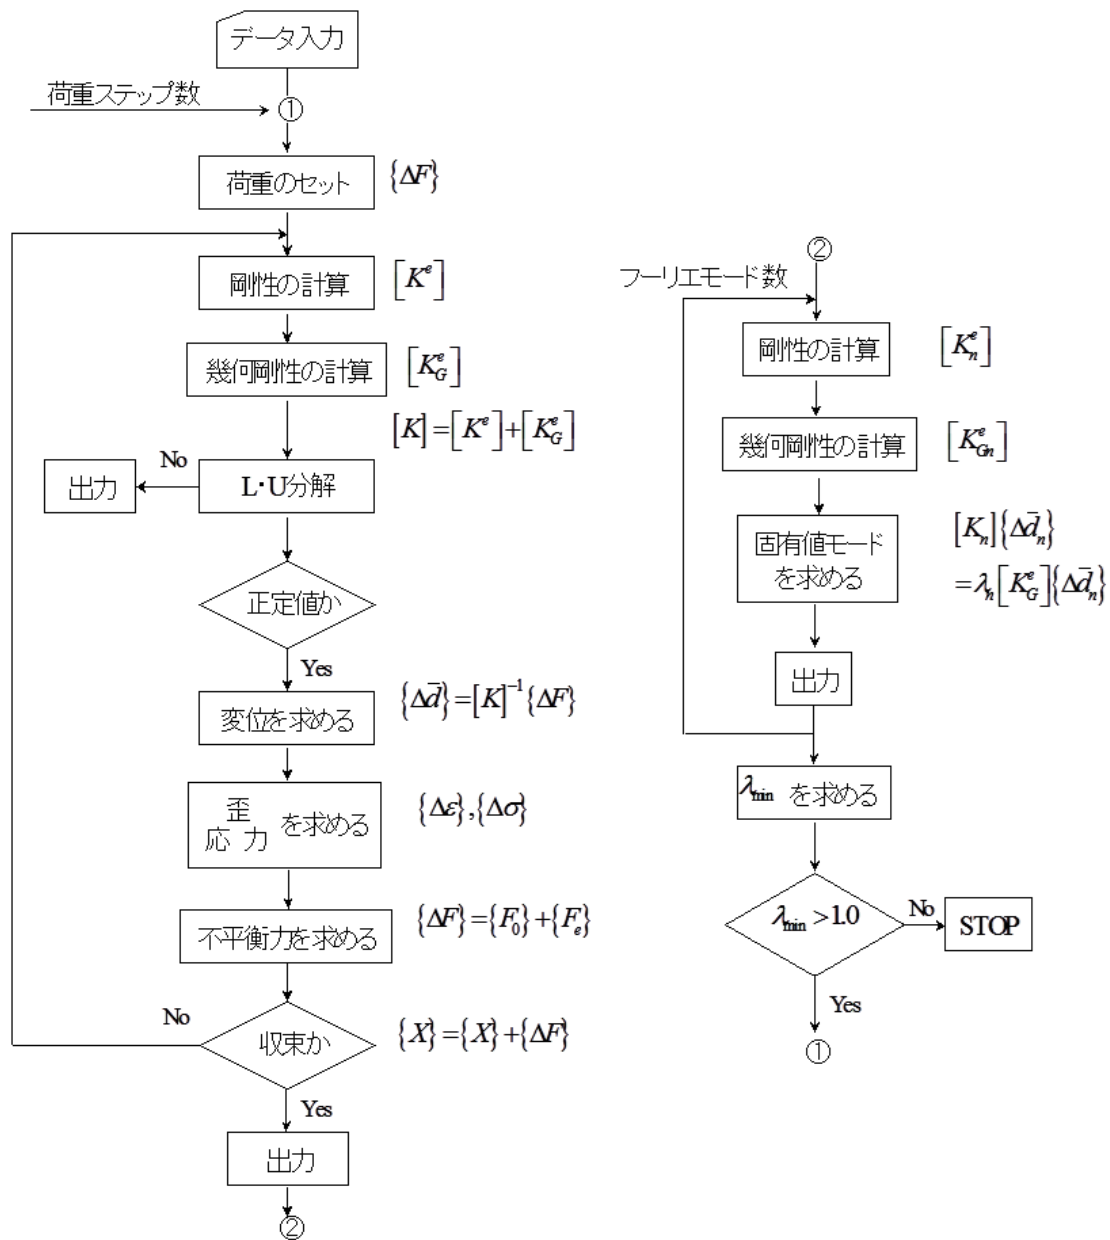 データ入力
荷重ステップ数
①
荷重のセット
{ΔF}
剛性の計算
[K^e]
幾何剛性の計算
[K_G^e]
[K]=[K^e]+[K_G^e]
No
出力
L・U分解
正定値か
Yes
変位を求める
{Δd̄}=[K]^{-1}{ΔF}
歪
応 力 を求める
{Δε},{Δσ}
不平衡力を求める
{ΔF}={F_0}+{F_e}
No
収束か
{X}={X}+{ΔF}
Yes
出力
②
②
フーリエモード数
剛性の計算
[K_n^e]
幾何剛性の計算
[K_{Gn}^e]
固有値モード
を求める
[K_n]{Δd̄_n}
=λ_n[K_G^e]{Δd̄_n}
出力
λ_min を求める
λ_min >1.0
No
STOP
Yes
①